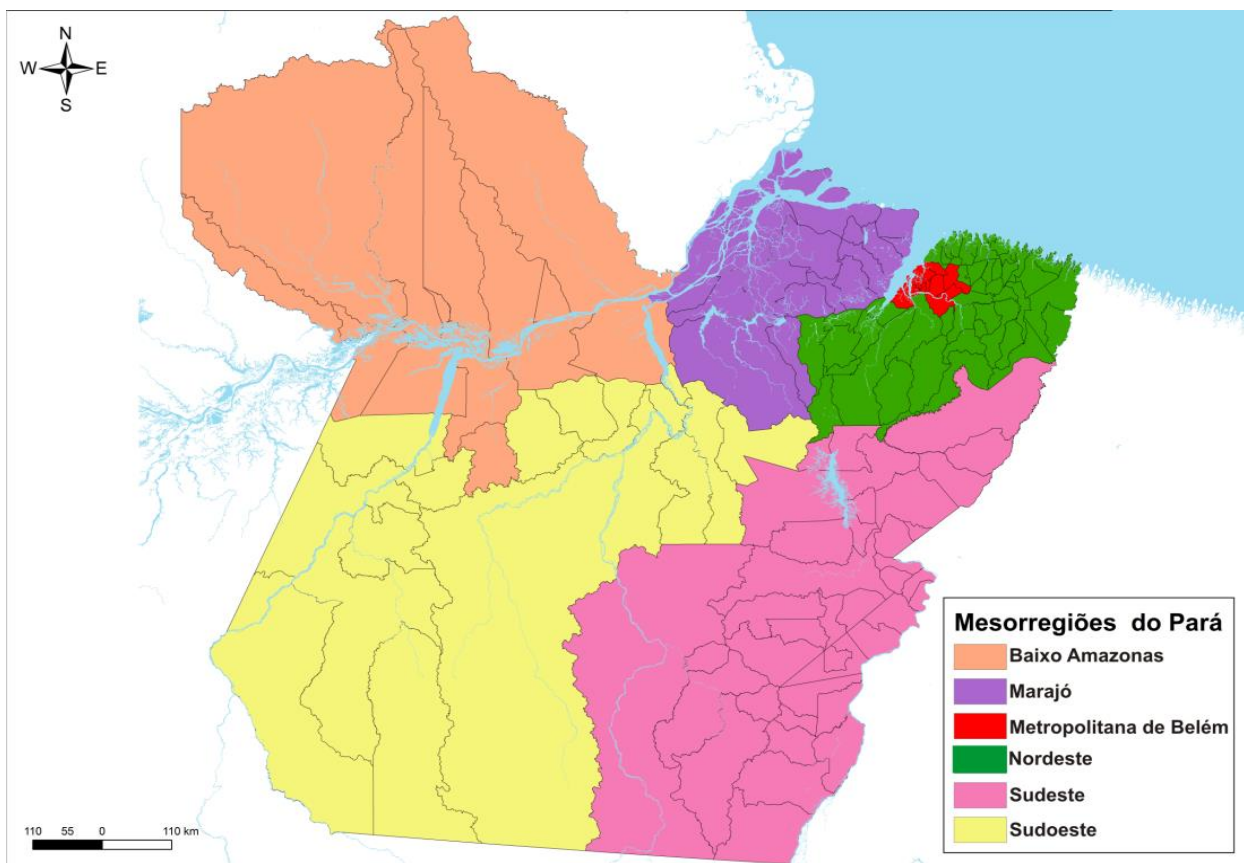 N
W E
S
Mesorregiões do Pará
Baixo Amazonas
Marajó
Metropolitana de Belém
Nordeste
Sudeste
Sudoeste
110 55 0 110 km